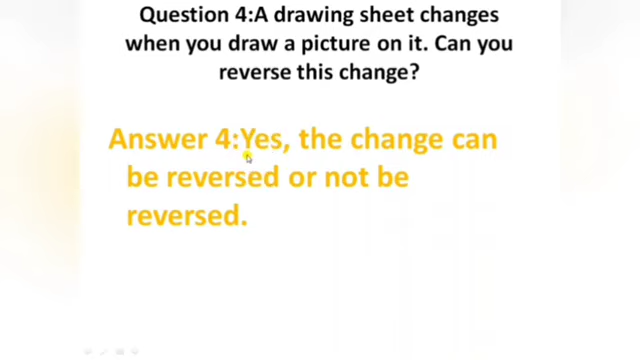 Question 4:A drawing sheet changes
when you draw a picture on it. Can you
reverse this change?
Answer 4:Yes, the change can
be reversed or not be
reversed.